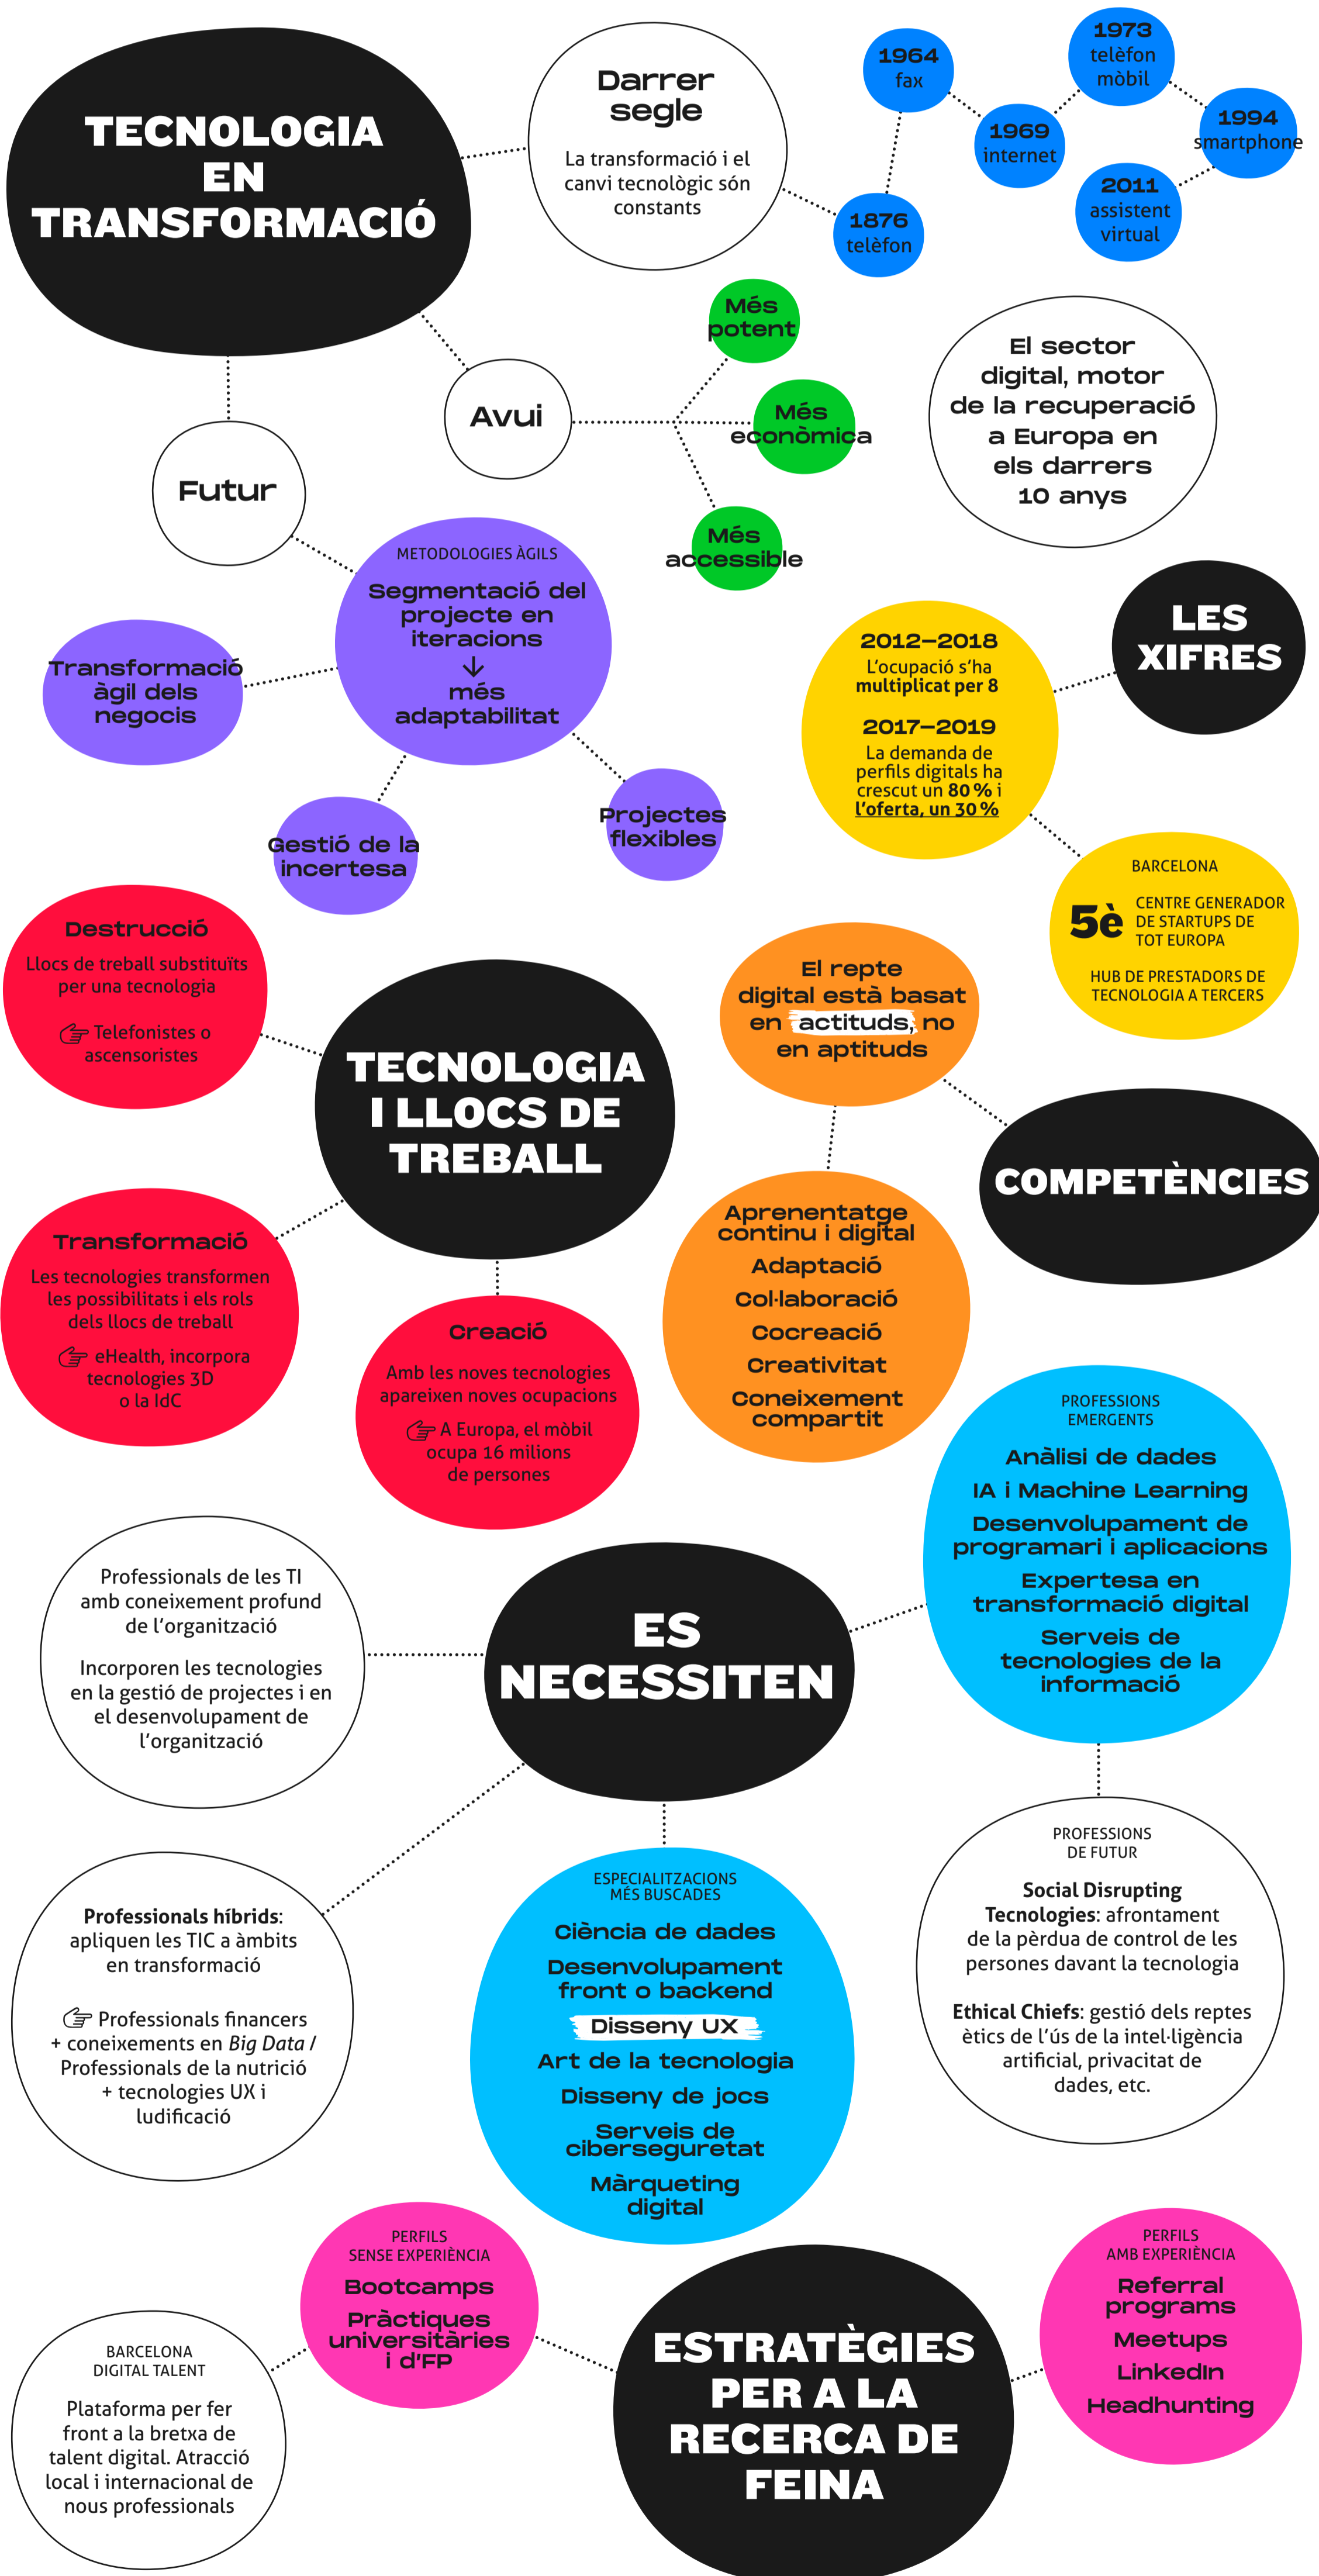 TECNOLOGIA
EN
TRANSFORMACIÓ
Darrer
segle
La transformació i el
canvi tecnològic són
constants
1876
telèfon
1964
fax
1969
internet
1973
telèfon
mòbil
1994
smartphone
2011
assistent
virtual
Avui
Més
potent
Més
econòmica
Més
accessible
El sector
digital, motor
de la recuperació
a Europa en
els darrers
10 anys
Futur
METODOLOGIES ÀGILS
Segmentació del
projecte en
iteracions
↓
més
adaptabilitat
Transformació
àgil dels
negocis
Gestió de la
incertesa
Projectes
flexibles
LES
XIFRES
2012–2018
L'ocupació s'ha
multiplicat per 8
2017–2019
La demanda de
perfils digitals ha
crescut un 80 % i
l'oferta, un 30 %
BARCELONA
5è
CENTRE GENERADOR
DE STARTUPS DE
TOT EUROPA
HUB DE PRESTADORS DE
TECNOLOGIA A TERCERS
TECNOLOGIA
I LLOCS DE
TREBALL
Destrucció
Llocs de treball substituïts
per una tecnologia
Telefonistes o
ascensoristes
Transformació
Les tecnologies transformen
les possibilitats i els rols
dels llocs de treball
eHealth, incorpora
tecnologies 3D
o la IdC
Creació
Amb les noves tecnologies
apareixen noves ocupacions
A Europa, el mòbil
ocupa 16 milions
de persones
COMPETÈNCIES
El repte
digital està basat
en actituds, no
en aptituds
Aprenentatge
continu i digital
Adaptació
Col·laboració
Cocreació
Creativitat
Coneixement
compartit
ES
NECESSITEN
Professionals de les TI
amb coneixement profund
de l'organització
Incorporen les tecnologies
en la gestió de projectes i en
el desenvolupament de
l'organització
PROFESSIONS
EMERGENTS
Anàlisi de dades
IA i Machine Learning
Desenvolupament de
programari i aplicacions
Expertesa en
transformació digital
Serveis de
tecnologies de la
informació
PROFESSIONS
DE FUTUR
Social Disrupting
Tecnologies: afrontament
de la pèrdua de control de les
persones davant la tecnologia
Ethical Chiefs: gestió dels reptes
ètics de l'ús de la intel·ligència
artificial, privacitat de
dades, etc.
Professionals híbrids:
apliquen les TIC a àmbits
en transformació
Professionals financers
+ coneixements en Big Data /
Professionals de la nutrició
+ tecnologies UX i
ludificació
ESPECIALITZACIONS
MÉS BUSCADES
Ciència de dades
Desenvolupament
front o backend
Disseny UX
Art de la tecnologia
Disseny de jocs
Serveis de
ciberseguretat
Màrqueting
digital
ESTRATÈGIES
PER A LA
RECERCA DE
FEINA
PERFILS
SENSE EXPERIÈNCIA
Bootcamps
Pràctiques
universitàries
i d'FP
BARCELONA
DIGITAL TALENT
Plataforma per fer
front a la bretxa de
talent digital. Atracció
local i internacional de
nous professionals
PERFILS
AMB EXPERIÈNCIA
Referral
programs
Meetups
LinkedIn
Headhunting